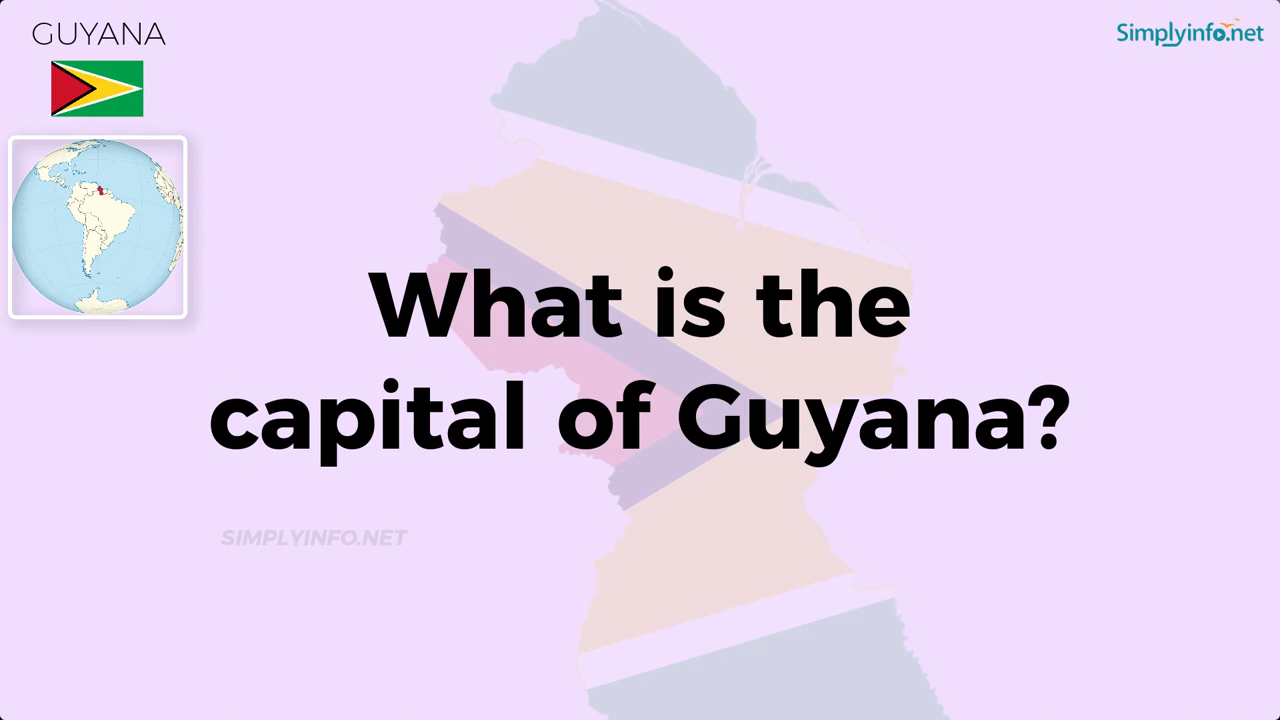 GUYANA
Simplyinfo.net
What is the
capital of Guyana?
SIMPLYINFO.NET